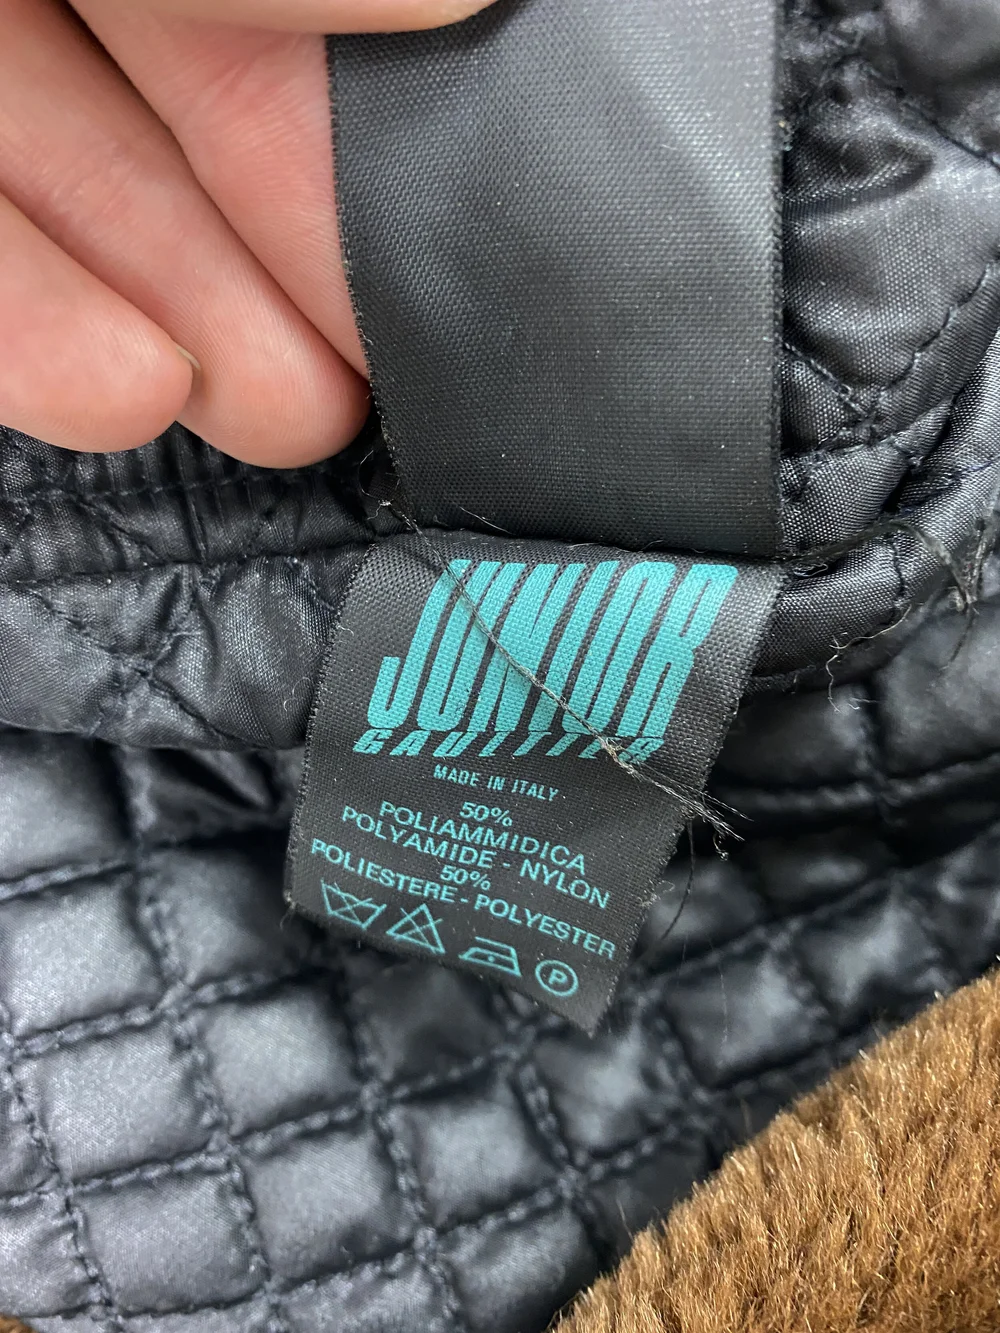 JUNIOR
GAULTIER
MADE IN ITALY
50%
POLIAMMIDICA
POLYAMIDE - NYLON
50%
POLIESTERE - POLYESTER
P